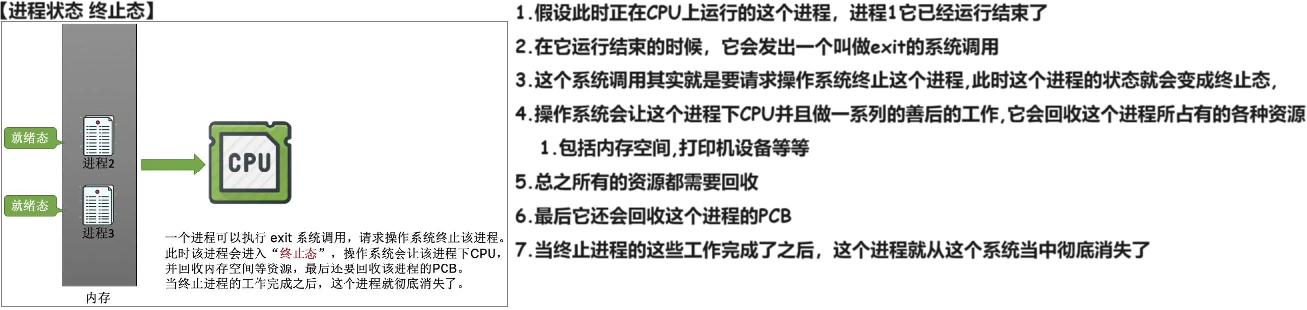 【进程状态 终止态】
就绪态
进程2
就绪态
进程3
CPU
一个进程可以执行 exit 系统调用，请求操作系统终止该进程。
此时该进程会进入“终止态”，操作系统会让该进程下CPU，
并回收内存空间等资源，最后还要回收该进程的PCB。
当终止进程的工作完成之后，这个进程就彻底消失了。
内存
1.假设此时正在CPU上运行的这个进程，进程1它已经运行结束了
2.在它运行结束的时候，它会发出一个叫做exit的系统调用
3.这个系统调用其实就是要请求操作系统终止这个进程,此时这个进程的状态就会变成终止态,
4.操作系统会让这个进程下CPU并且做一系列的善后的工作,它会回收这个进程所占有的各种资源
1.包括内存空间,打印机设备等等
5.总之所有的资源都需要回收
6.最后它还会回收这个进程的PCB
7.当终止进程的这些工作完成了之后，这个进程就从这个系统当中彻底消失了